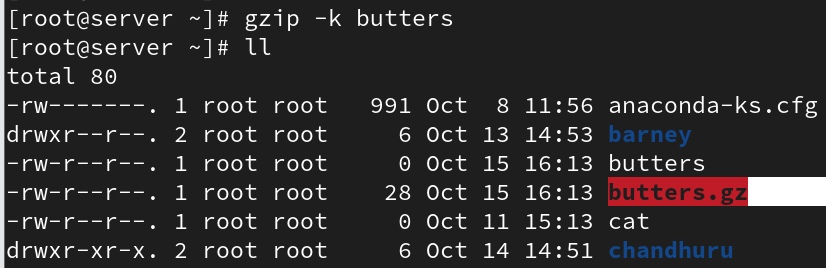 [root@server ~]# gzip -k butters
[root@server ~]# ll
total 80
-rw-------. 1 root root   991 Oct  8 11:56 anaconda-ks.cfg
drwxr--r--. 2 root root     6 Oct 13 14:53 barney
-rw-r--r--. 1 root root     0 Oct 15 16:13 butters
-rw-r--r--. 1 root root    28 Oct 15 16:13 butters.gz
-rw-r--r--. 1 root root     0 Oct 11 15:13 cat
drwxr-xr-x. 2 root root     6 Oct 14 14:51 chandhuru